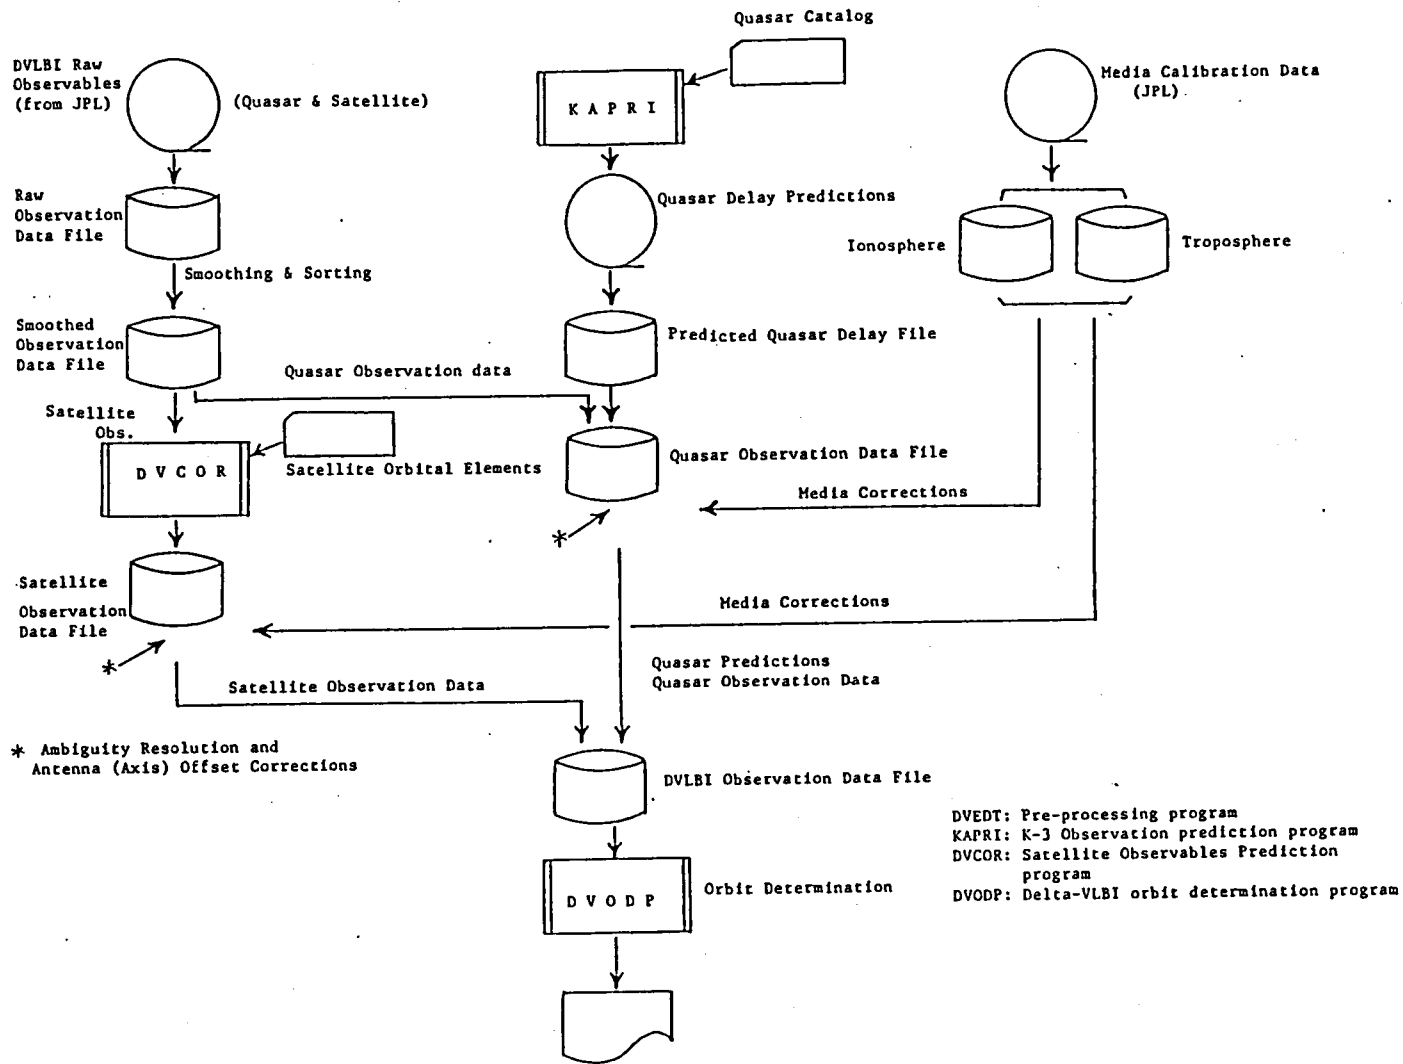 Quasar Catalog
DVLBI Raw
Observables
(from JPL)
(Quasar & Satellite)
K A P R I
Media Calibration Data
(JPL)
Raw
Observation
Data File
Quasar Delay Predictions
Ionosphere
Troposphere
Smoothing & Sorting
Smoothed
Observation
Data File
Predicted Quasar Delay File
Quasar Observation data
Satellite
Obs.
D V C O R
Satellite Orbital Elements
Quasar Observation Data File
Media Corrections
*
Satellite
Observation
Data File
Media Corrections
*
Quasar Predictions
Quasar Observation Data
Satellite Observation Data
* Ambiguity Resolution and
Antenna (Axis) Offset Corrections
DVLBI Observation Data File
DVEDT: Pre-processing program
KAPRI: K-3 Observation prediction program
DVCOR: Satellite Observables Prediction
program
DVODP: Delta-VLBI orbit determination program
D V O D P
Orbit Determination